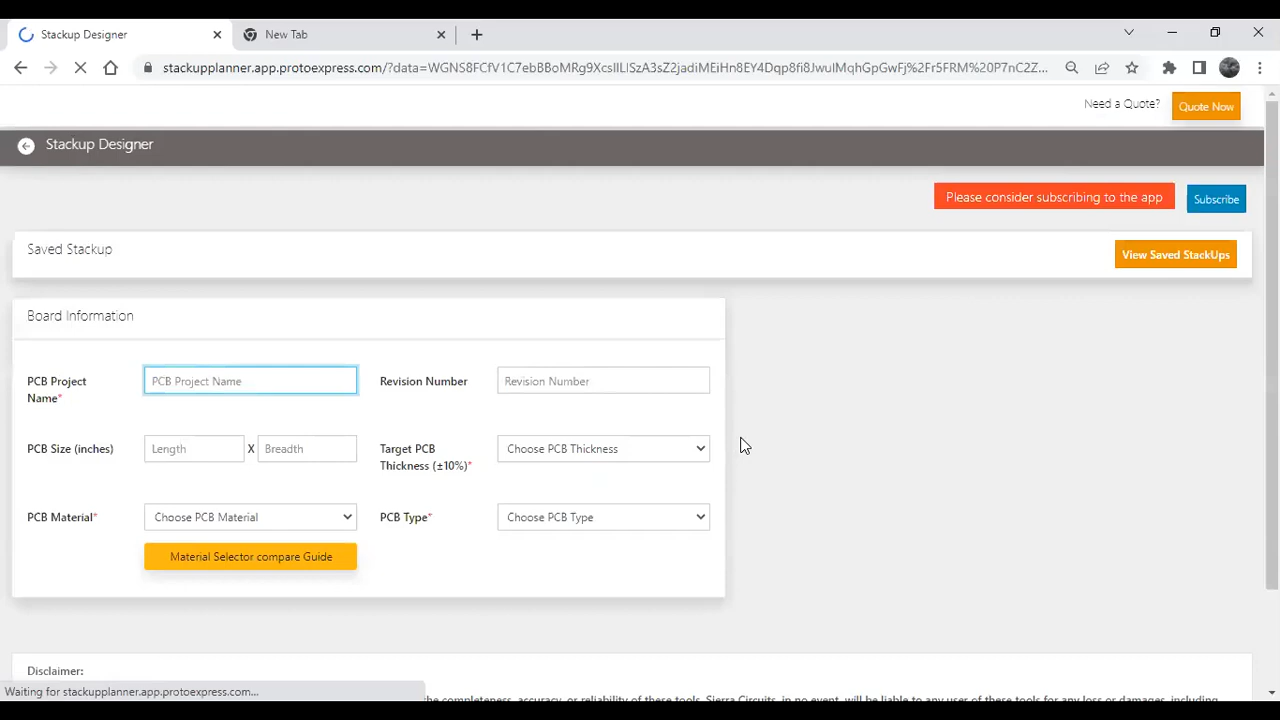 Stackup Designer
New Tab
stackupplanner.app.protoexpress.com/?data=
Need a Quote?
Quote Now
Stackup Designer
Please consider subscribing to the app
Subscribe
Saved Stackup
View Saved StackUps
Board Information
PCB Project Name*
PCB Project Name
Revision Number
Revision Number
PCB Size (inches)
Length
X
Breadth
Target PCB Thickness (±10%)*
Choose PCB Thickness
PCB Material*
Choose PCB Material
PCB Type*
Choose PCB Type
Material Selector compare Guide
Disclaimer:
Waiting for stackupplanner.app.protoexpress.com...
the completeness, accuracy, or reliability of these tools. Sierra Circuits, in no event, will be liable to any user of these tools for any loss or damages, including